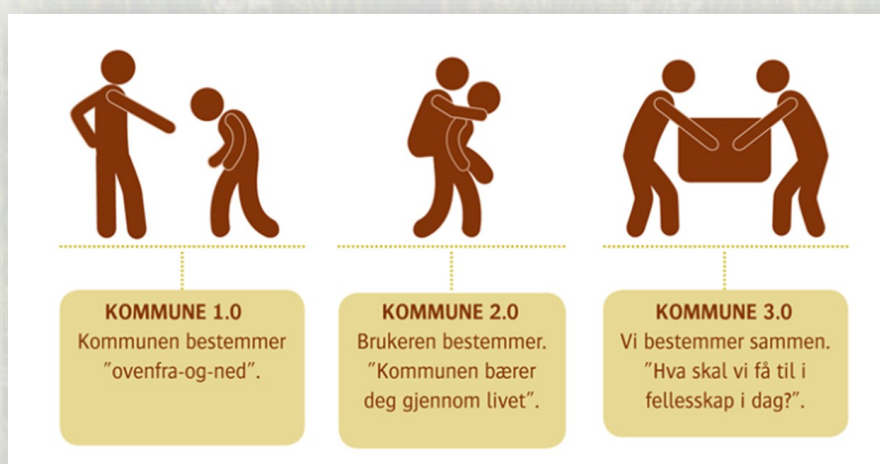 KOMMUNE 1.0
Kommunen bestemmer
"ovenfra-og-ned".
KOMMUNE 2.0
Brukeren bestemmer.
"Kommunen bærer
deg gjennom livet".
KOMMUNE 3.0
Vi bestemmer sammen.
"Hva skal vi få til i
fellesskap i dag?".